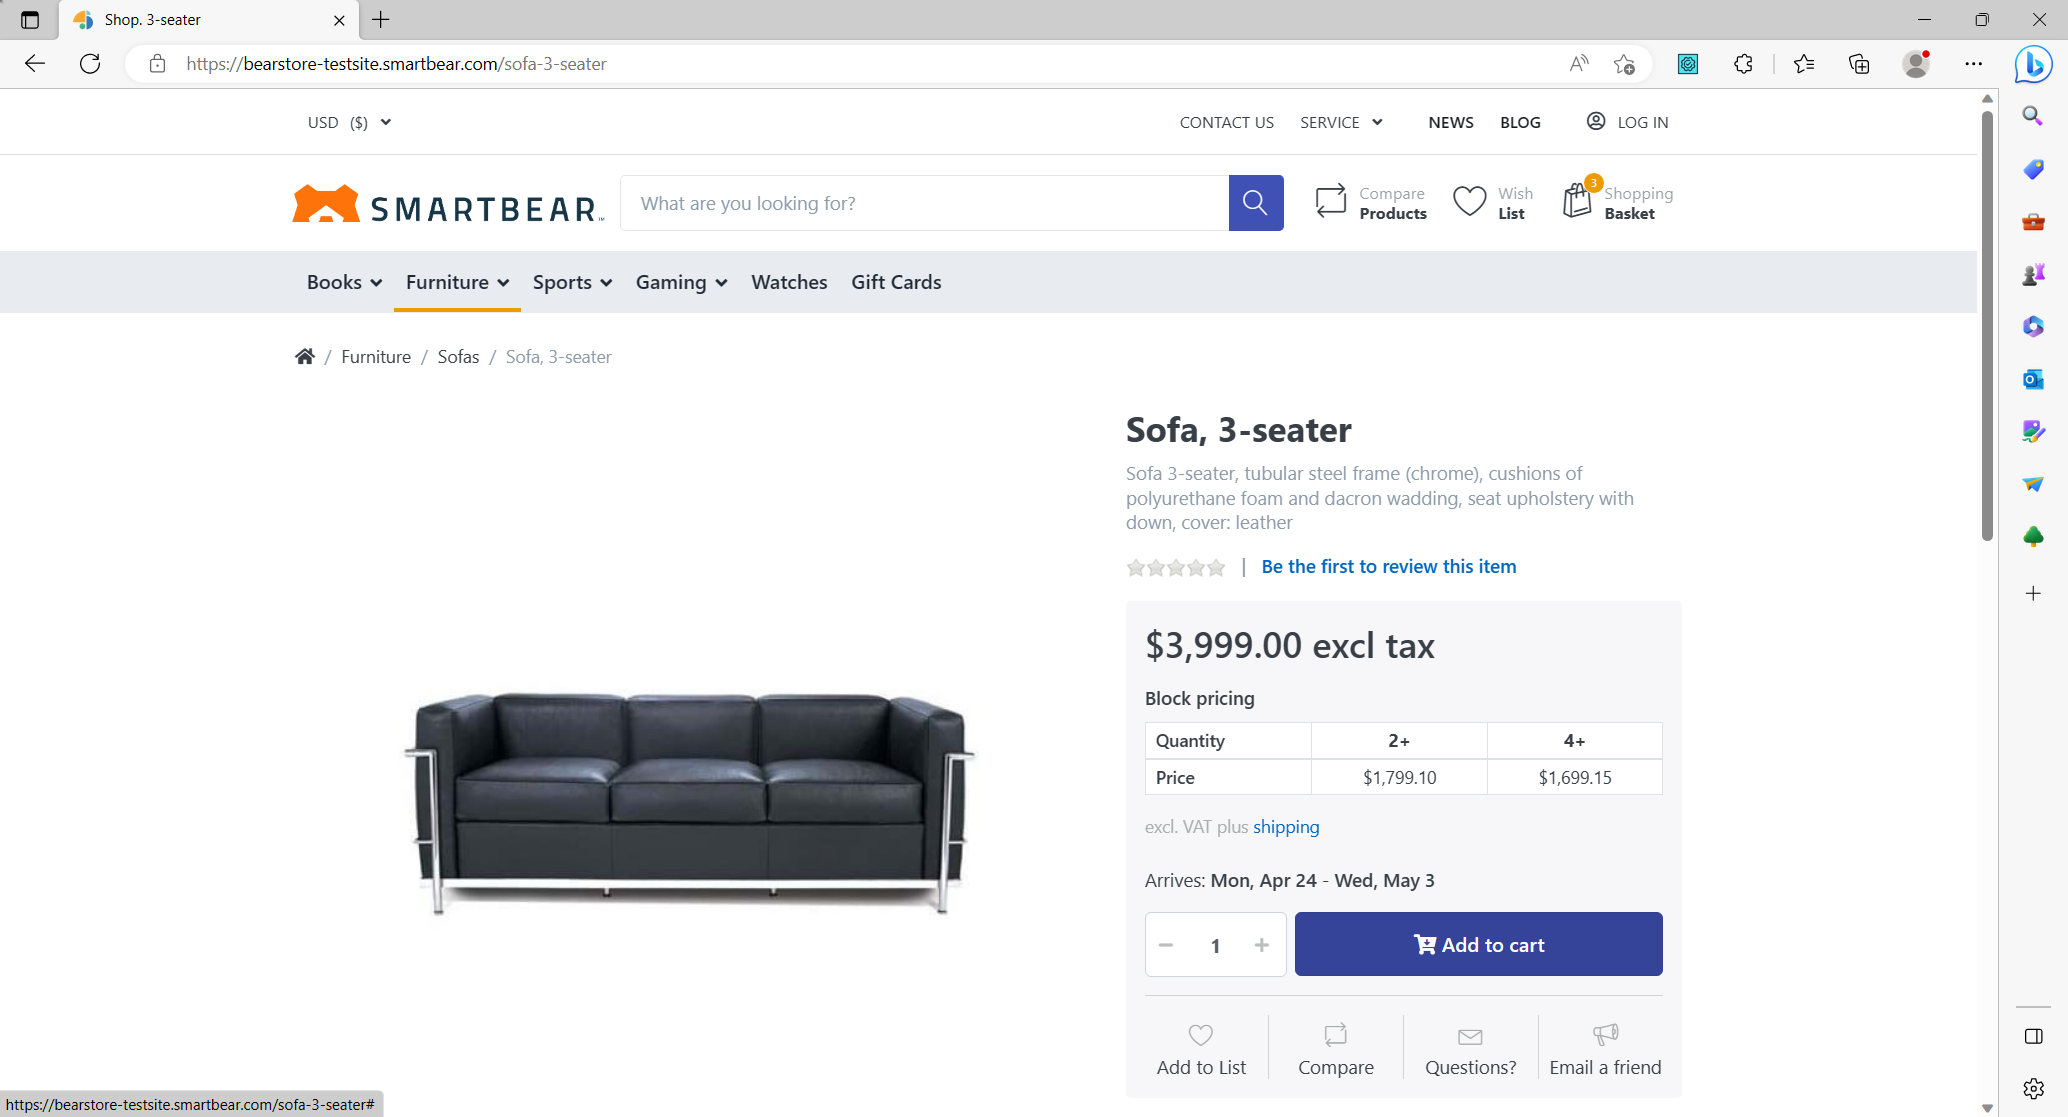 Shop. 3-seater
https://bearstore-testsite.smartbear.com/sofa-3-seater
USD ($)
CONTACT US SERVICE NEWS BLOG LOG IN
SMARTBEAR
What are you looking for?
Compare Products
Wish List
3
Shopping Basket
Books Furniture Sports Gaming Watches Gift Cards
/ Furniture / Sofas / Sofa, 3-seater
Sofa, 3-seater
Sofa 3-seater, tubular steel frame (chrome), cushions of
polyurethane foam and dacron wadding, seat upholstery with
down, cover: leather
| Be the first to review this item
$3,999.00 excl tax
Block pricing
Quantity 2+ 4+
Price $1,799.10 $1,699.15
excl. VAT plus shipping
Arrives: Mon, Apr 24 - Wed, May 3
− 1 + Add to cart
Add to List Compare Questions? Email a friend
https://bearstore-testsite.smartbear.com/sofa-3-seater#